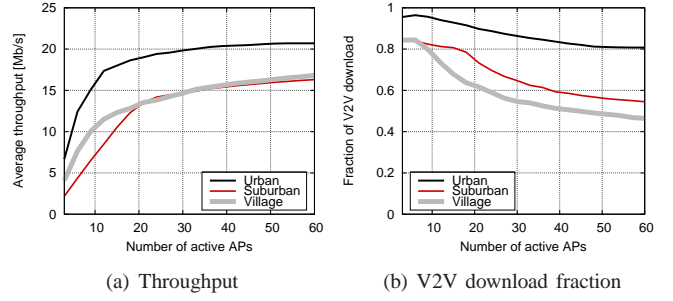 Average throughput [Mb/s]
25
20
15
10
5
0
10 20 30 40 50 60
Number of active APs
Urban
Suburban
Village
(a) Throughput
Fraction of V2V download
1
0.8
0.6
0.4
0.2
0
10 20 30 40 50 60
Number of active APs
Urban
Suburban
Village
(b) V2V download fraction